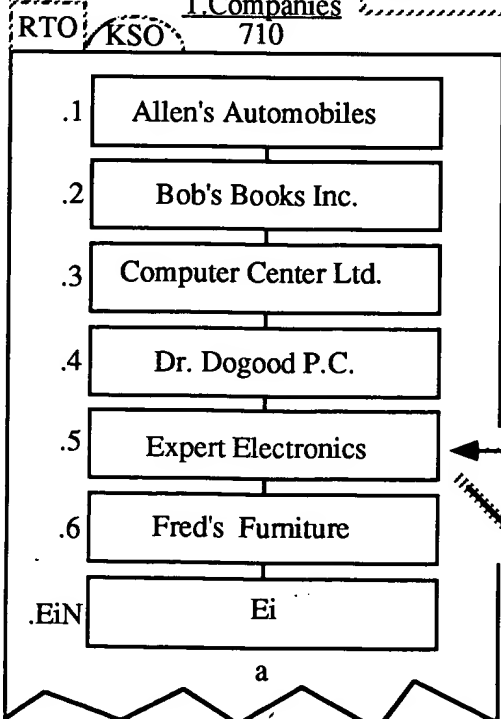 1.Companies
RTO KSO 710
.1 Allen's Automobiles
.2 Bob's Books Inc.
.3 Computer Center Ltd.
.4 Dr. Dogood P.C.
.5 Expert Electronics
.6 Fred's Furniture
.EiN Ei
a